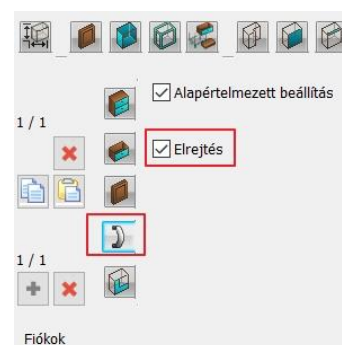 Alapértelmezett beállítás
1 / 1
Elrejtés
1 / 1
Fiókok